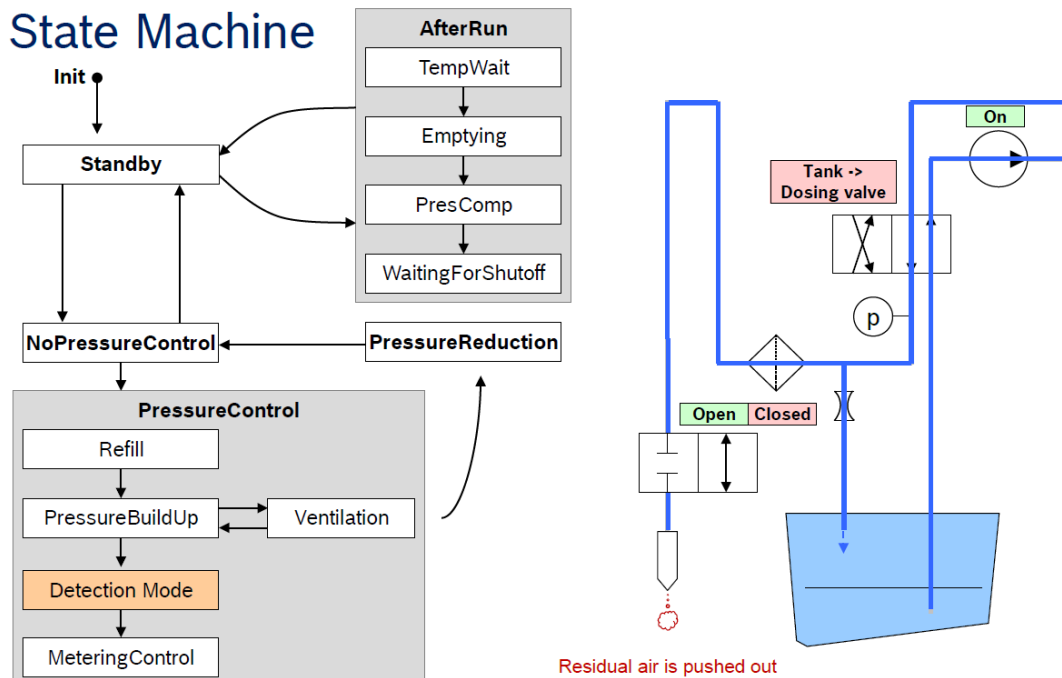 State Machine
Init
Standby
NoPressureControl
AfterRun
TempWait
Emptying
PresComp
WaitingForShutoff
PressureReduction
PressureControl
Refill
PressureBuildUp
Ventilation
Detection Mode
MeteringControl
On
Tank ->
Dosing valve
p
Open
Closed
Residual air is pushed out